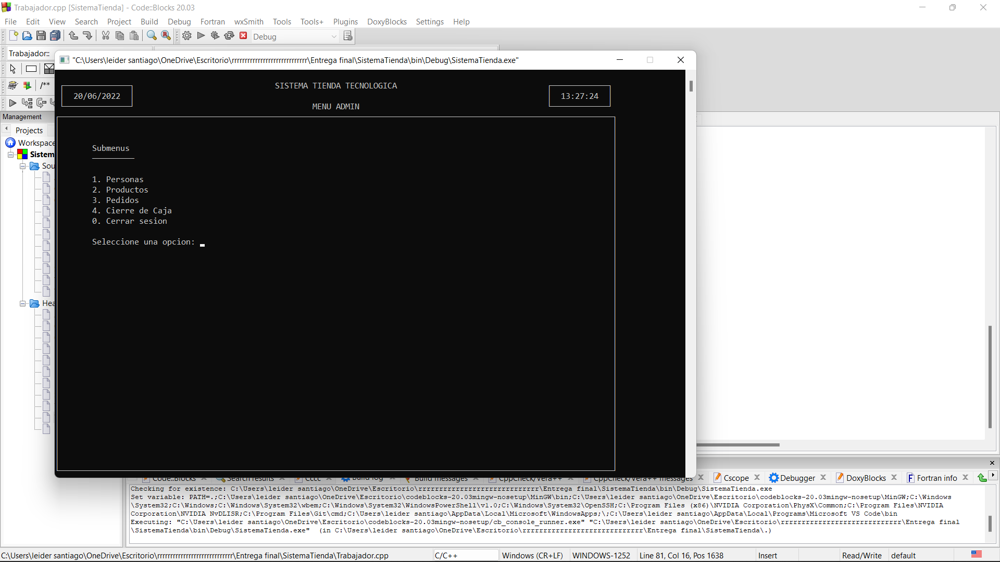 Trabajador.cpp [SistemaTienda] - Code::Blocks 20.03
File Edit View Search Project Build Debug Fortran wxSmith Tools Tools+ Plugins DoxyBlocks Settings Help
Debug
Trabajador::
"C:\Users\leider santiago\OneDrive\Escritorio\rrrrrrrrrrrrrrrrrrrrrrrrrrrrr\Entrega final\SistemaTienda\bin\Debug\SistemaTienda.exe"
/**
SISTEMA TIENDA TECNOLOGICA
20/06/2022
13:27:24
MENU ADMIN
Management
Projects
Workspace
Sistem
Sou
Hea
Submenus
1. Personas
2. Productos
3. Pedidos
4. Cierre de Caja
0. Cerrar sesion
Seleccione una opcion:
Code::Blocks Search results Cccc Build log Build messages CppCheck/Vera++ CppCheck/Vera++ messages Cscope Debugger DoxyBlocks Fortran info
Checking for existence: C:\Users\leider santiago\OneDrive\Escritorio\rrrrrrrrrrrrrrrrrrrrrrrrrrrrr\Entrega final\SistemaTienda\bin\Debug\SistemaTienda.exe
Set variable: PATH=.;C:\Users\leider santiago\OneDrive\Escritorio\codeblocks-20.03mingw-nosetup\MinGW\bin;C:\Users\leider santiago\OneDrive\Escritorio\codeblocks-20.03mingw-nosetup\MinGW;C:\Windows
\System32;C:\Windows;C:\Windows\System32\wbem;C:\Windows\System32\WindowsPowerShell\v1.0;C:\Windows\System32\OpenSSH;C:\Program Files (x86)\NVIDIA Corporation\PhysX\Common;C:\Program Files\NVIDIA
Corporation\NVIDIA NvDLISR;C:\Program Files\Git\cmd;C:\Users\leider santiago\AppData\Local\Microsoft\WindowsApps;\;C:\Users\leider santiago\AppData\Local\Programs\Microsoft VS Code\bin
Executing: "C:\Users\leider santiago\OneDrive\Escritorio\codeblocks-20.03mingw-nosetup/cb_console_runner.exe" "C:\Users\leider santiago\OneDrive\Escritorio\rrrrrrrrrrrrrrrrrrrrrrrrrrrrr\Entrega final
\SistemaTienda\bin\Debug\SistemaTienda.exe" (in C:\Users\leider santiago\OneDrive\Escritorio\rrrrrrrrrrrrrrrrrrrrrrrrrrrrr\Entrega final\SistemaTienda\.)
C:\Users\leider santiago\OneDrive\Escritorio\rrrrrrrrrrrrrrrrrrrrrrrrrrrrr\Entrega final\SistemaTienda\Trabajador.cpp C/C++ Windows (CR+LF) WINDOWS-1252 Line 81, Col 16, Pos 1638 Insert Read/Write default